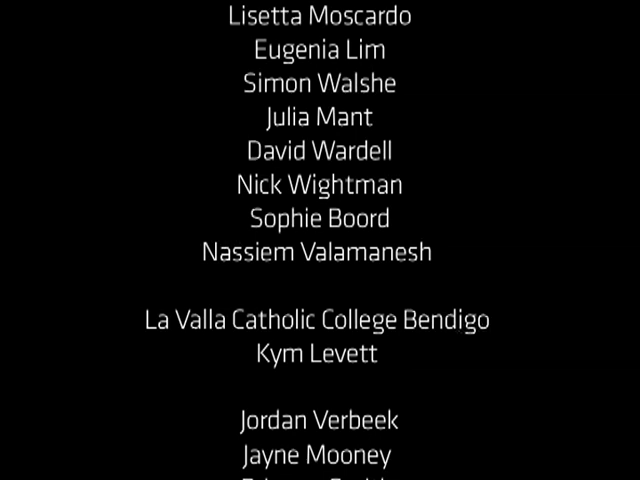 Lisetta Moscardo
Eugenia Lim
Simon Walshe
Julia Mant
David Wardell
Nick Wightman
Sophie Boord
Nassiem Valamanesh
La Valla Catholic College Bendigo
Kym Levett
Jordan Verbeek
Jayne Mooney